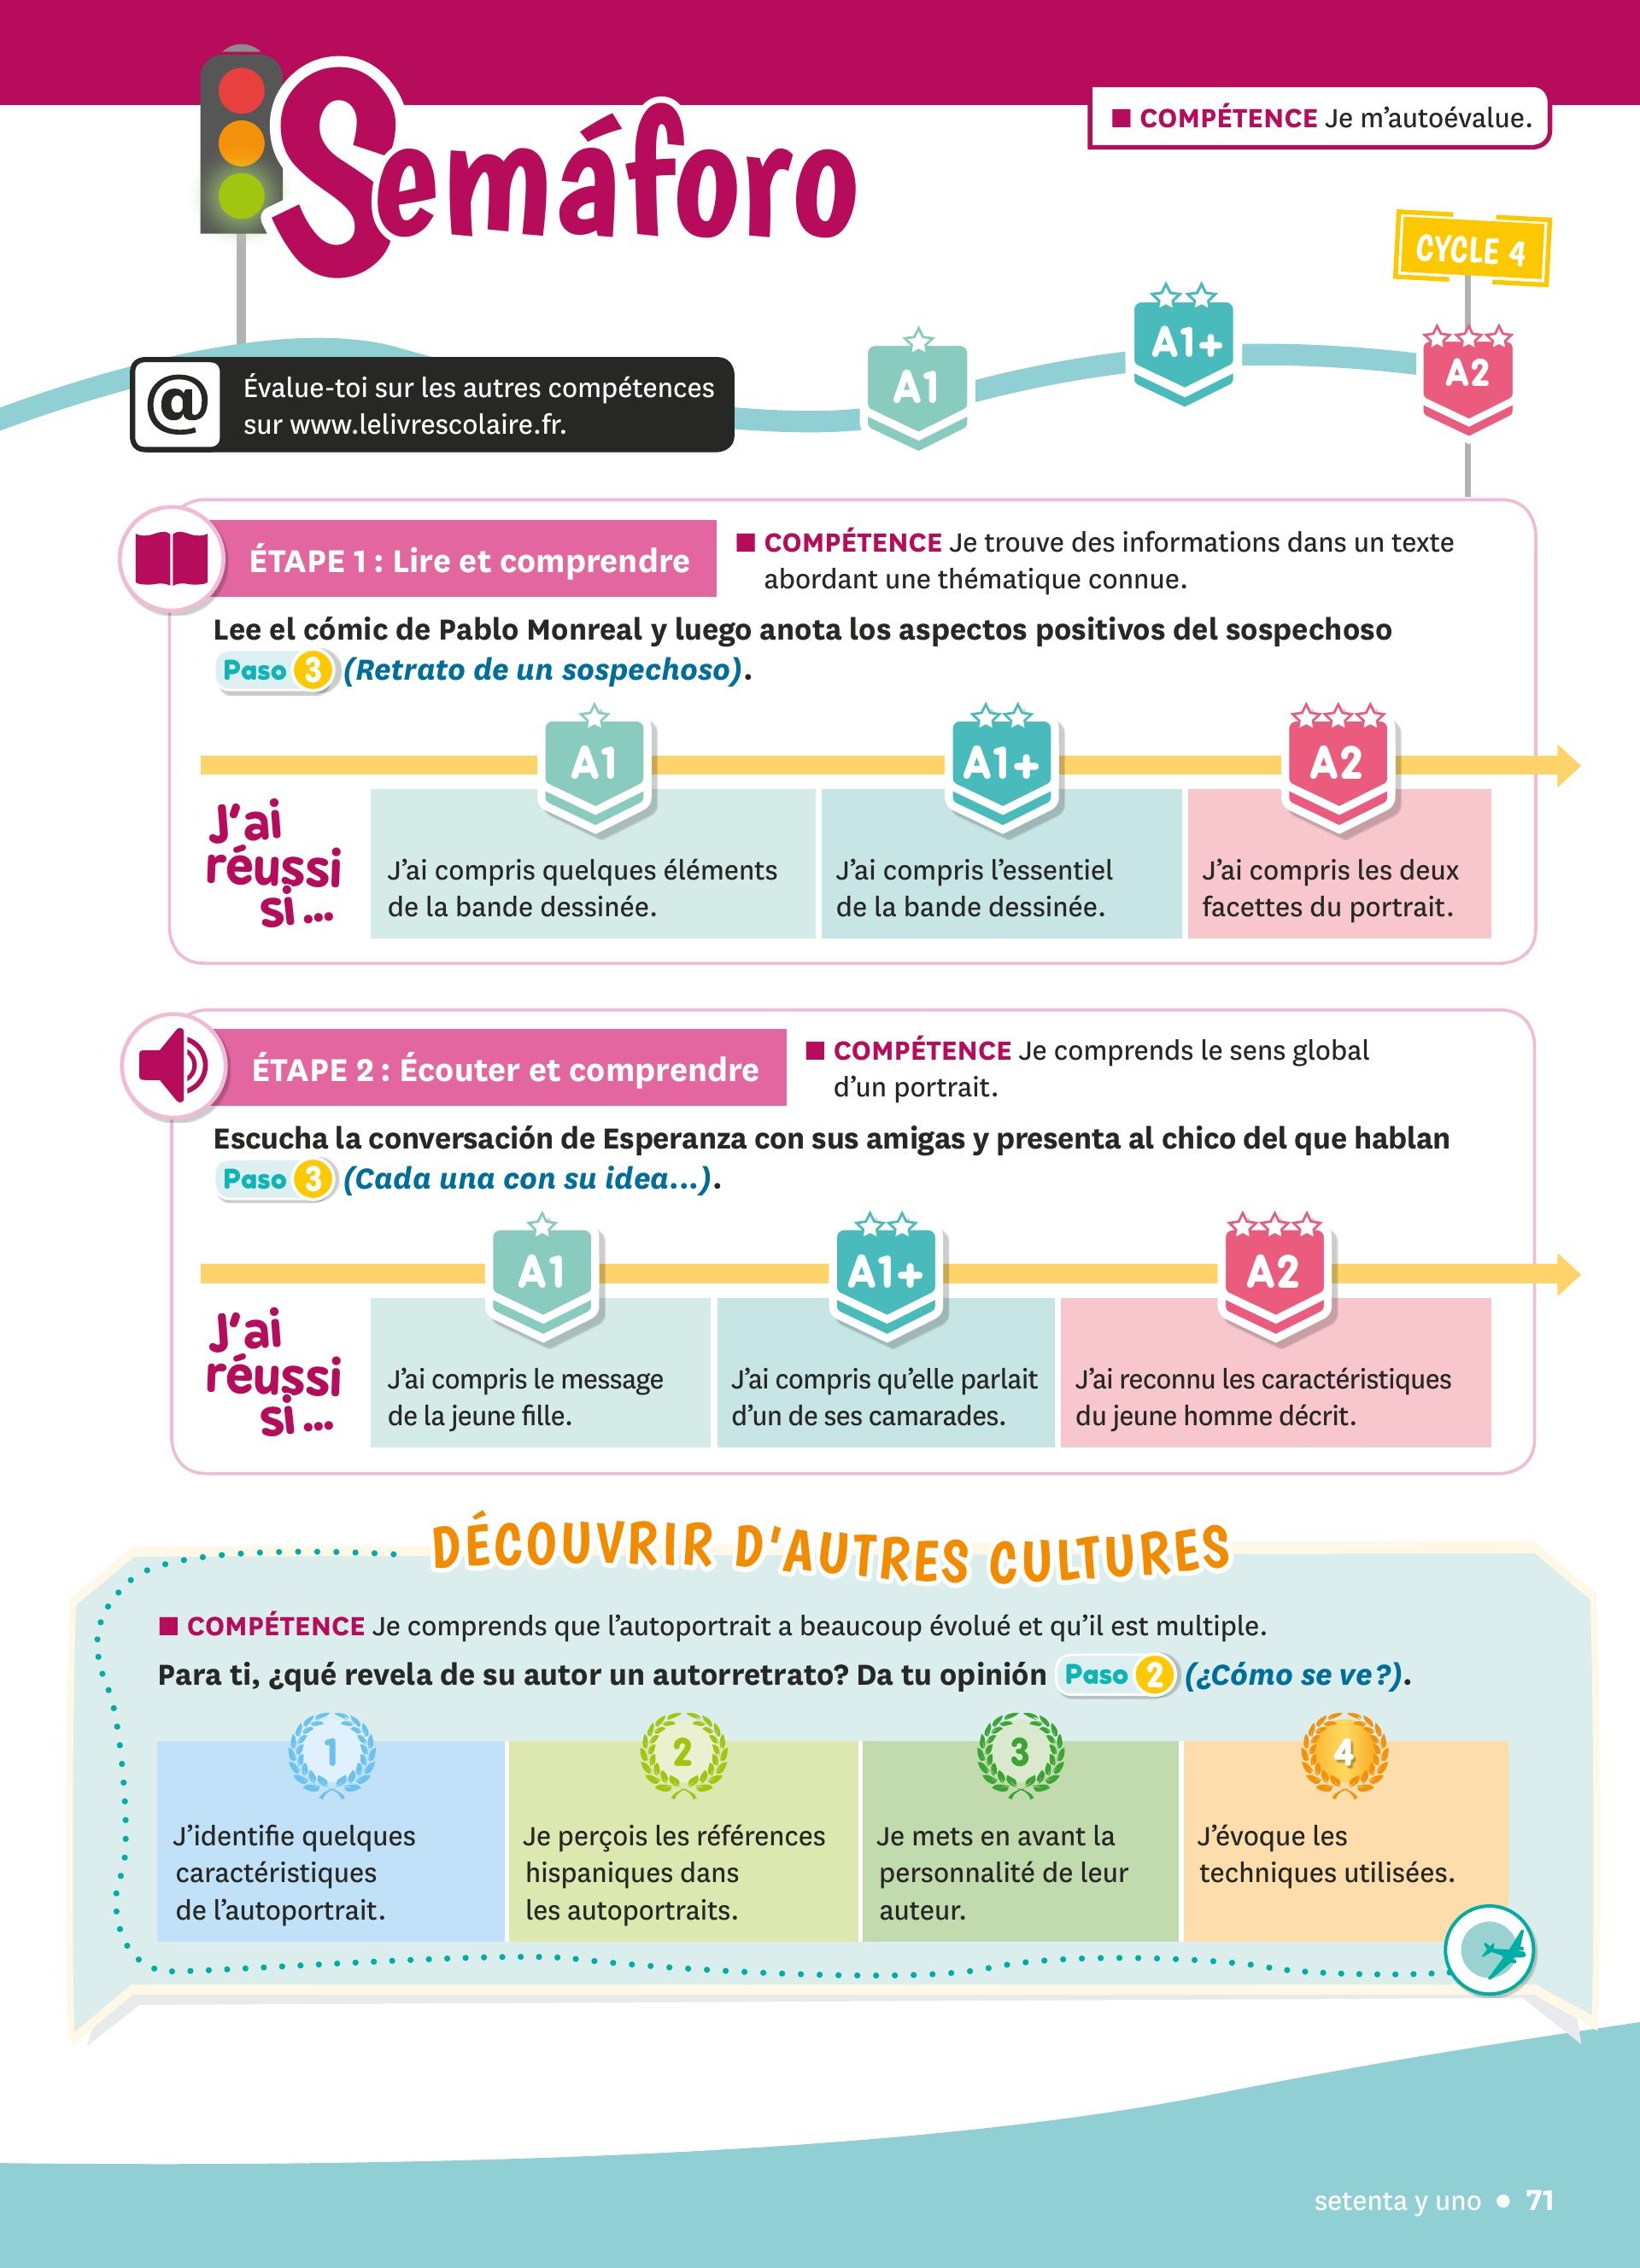 Semáforo
■ COMPÉTENCE Je m'autoévalue.
CYCLE 4
@
Évalue-toi sur les autres compétences
sur www.lelivrescolaire.fr.
A1
A1+
A2
ÉTAPE 1 : Lire et comprendre
■ COMPÉTENCE Je trouve des informations dans un texte
abordant une thématique connue.
Lee el cómic de Pablo Monreal y luego anota los aspectos positivos del sospechoso
Paso 3 (Retrato de un sospechoso).
A1
A1+
A2
J'ai
réussi
si ...
J'ai compris quelques éléments
de la bande dessinée.
J'ai compris l'essentiel
de la bande dessinée.
J'ai compris les deux
facettes du portrait.
ÉTAPE 2 : Écouter et comprendre
■ COMPÉTENCE Je comprends le sens global
d'un portrait.
Escucha la conversación de Esperanza con sus amigas y presenta al chico del que hablan
Paso 3 (Cada una con su idea...).
A1
A1+
A2
J'ai
réussi
si ...
J'ai compris le message
de la jeune fille.
J'ai compris qu'elle parlait
d'un de ses camarades.
J'ai reconnu les caractéristiques
du jeune homme décrit.
DÉCOUVRIR D'AUTRES CULTURES
■ COMPÉTENCE Je comprends que l'autoportrait a beaucoup évolué et qu'il est multiple.
Para ti, ¿qué revela de su autor un autorretrato? Da tu opinión Paso 2 (¿Cómo se ve?).
1
J'identifie quelques
caractéristiques
de l'autoportrait.
2
Je perçois les références
hispaniques dans
les autoportraits.
3
Je mets en avant la
personnalité de leur
auteur.
4
J'évoque les
techniques utilisées.
setenta y uno • 71